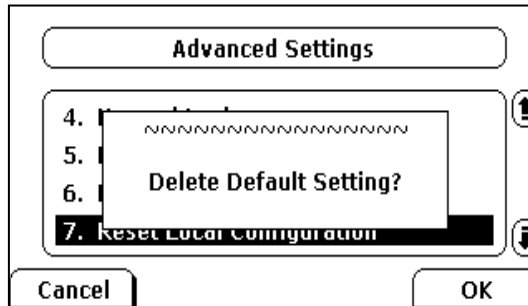 Advanced Settings
4.
5.
6.
Delete Default Setting?
7. Reset Local Configuration
Cancel
OK